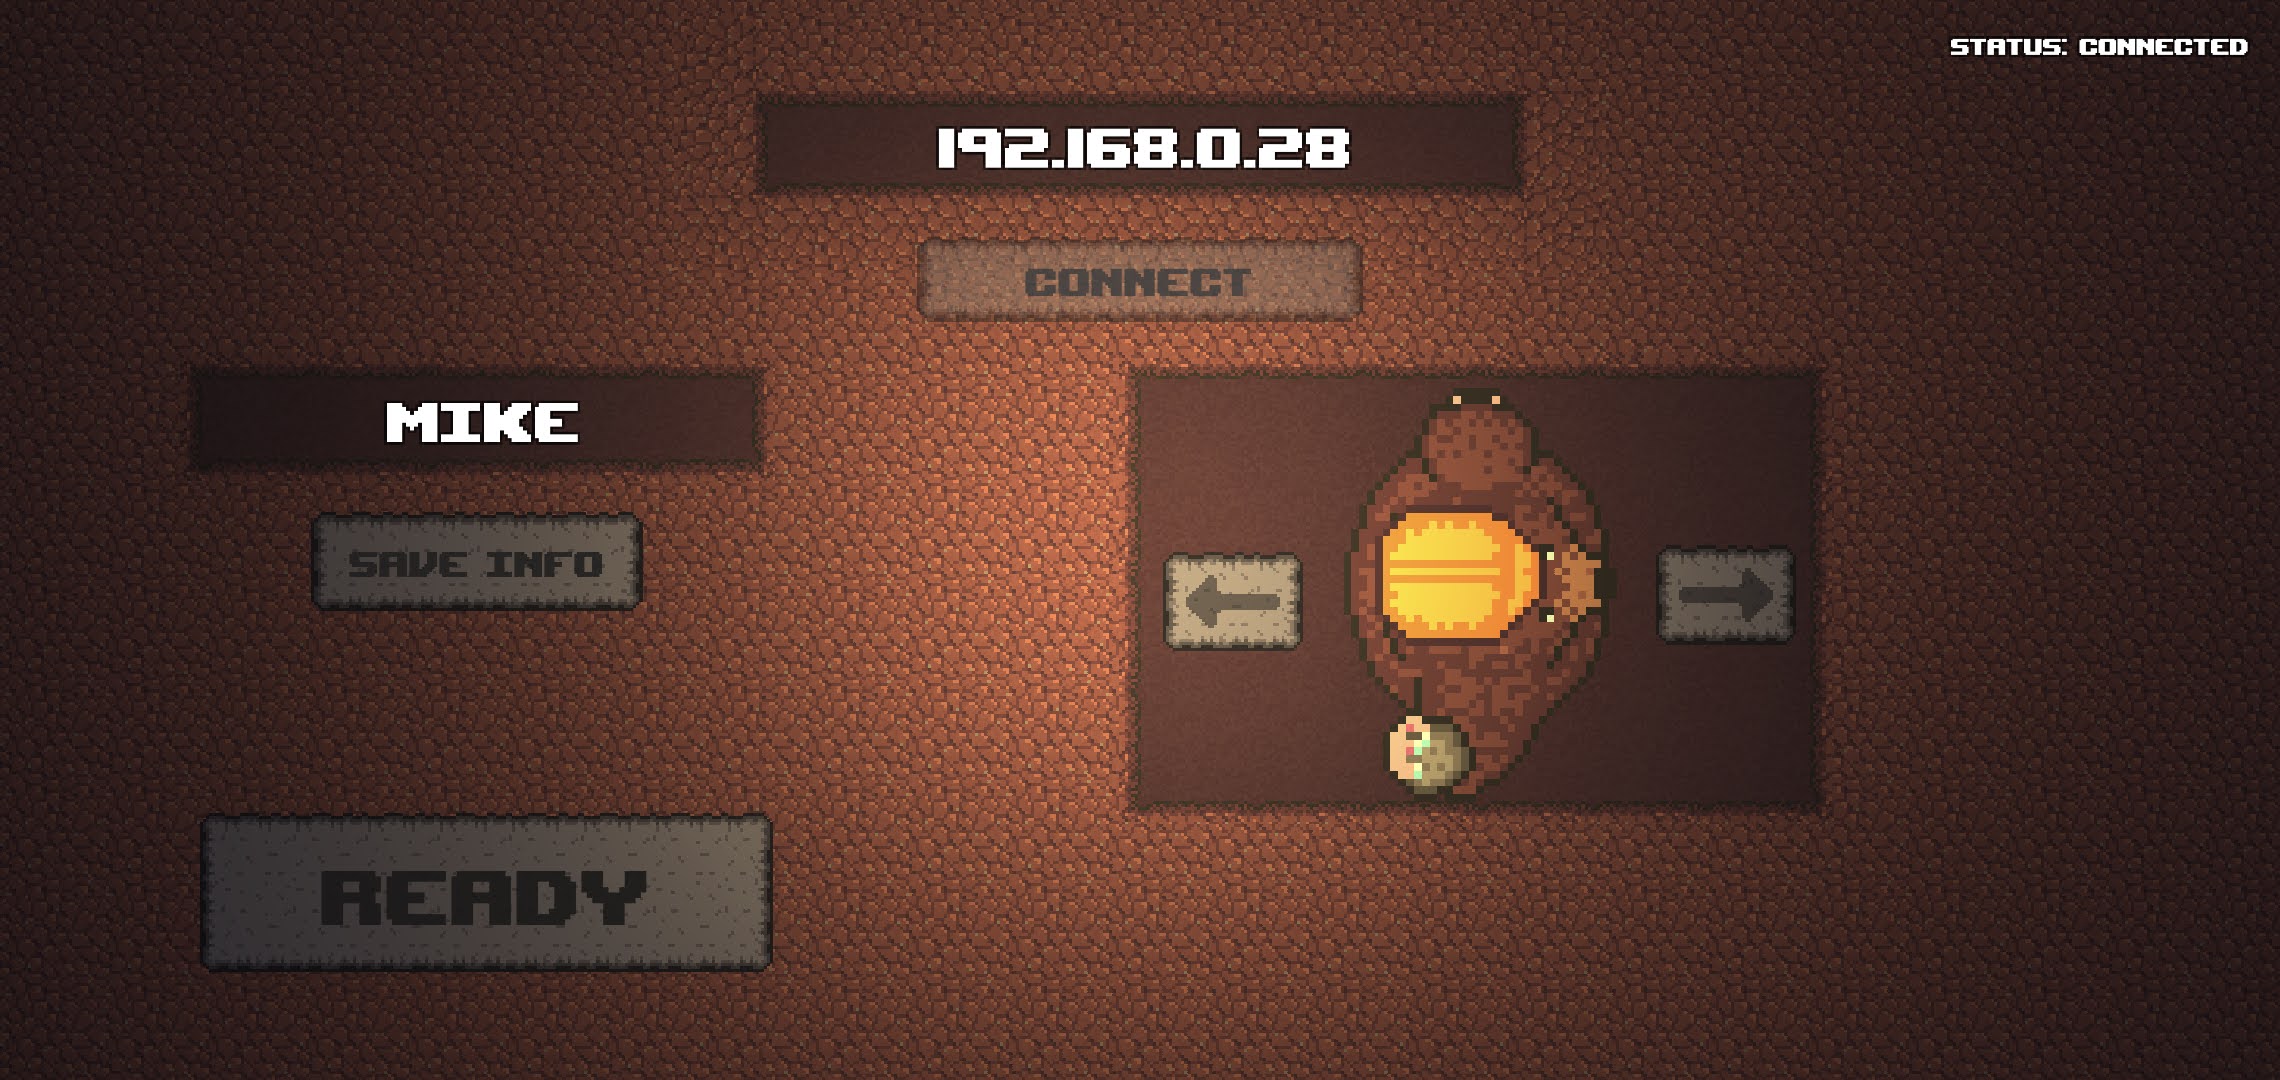 STATUS: CONNECTED
192.168.0.28
CONNECT
MIKE
SAVE INFO
READY